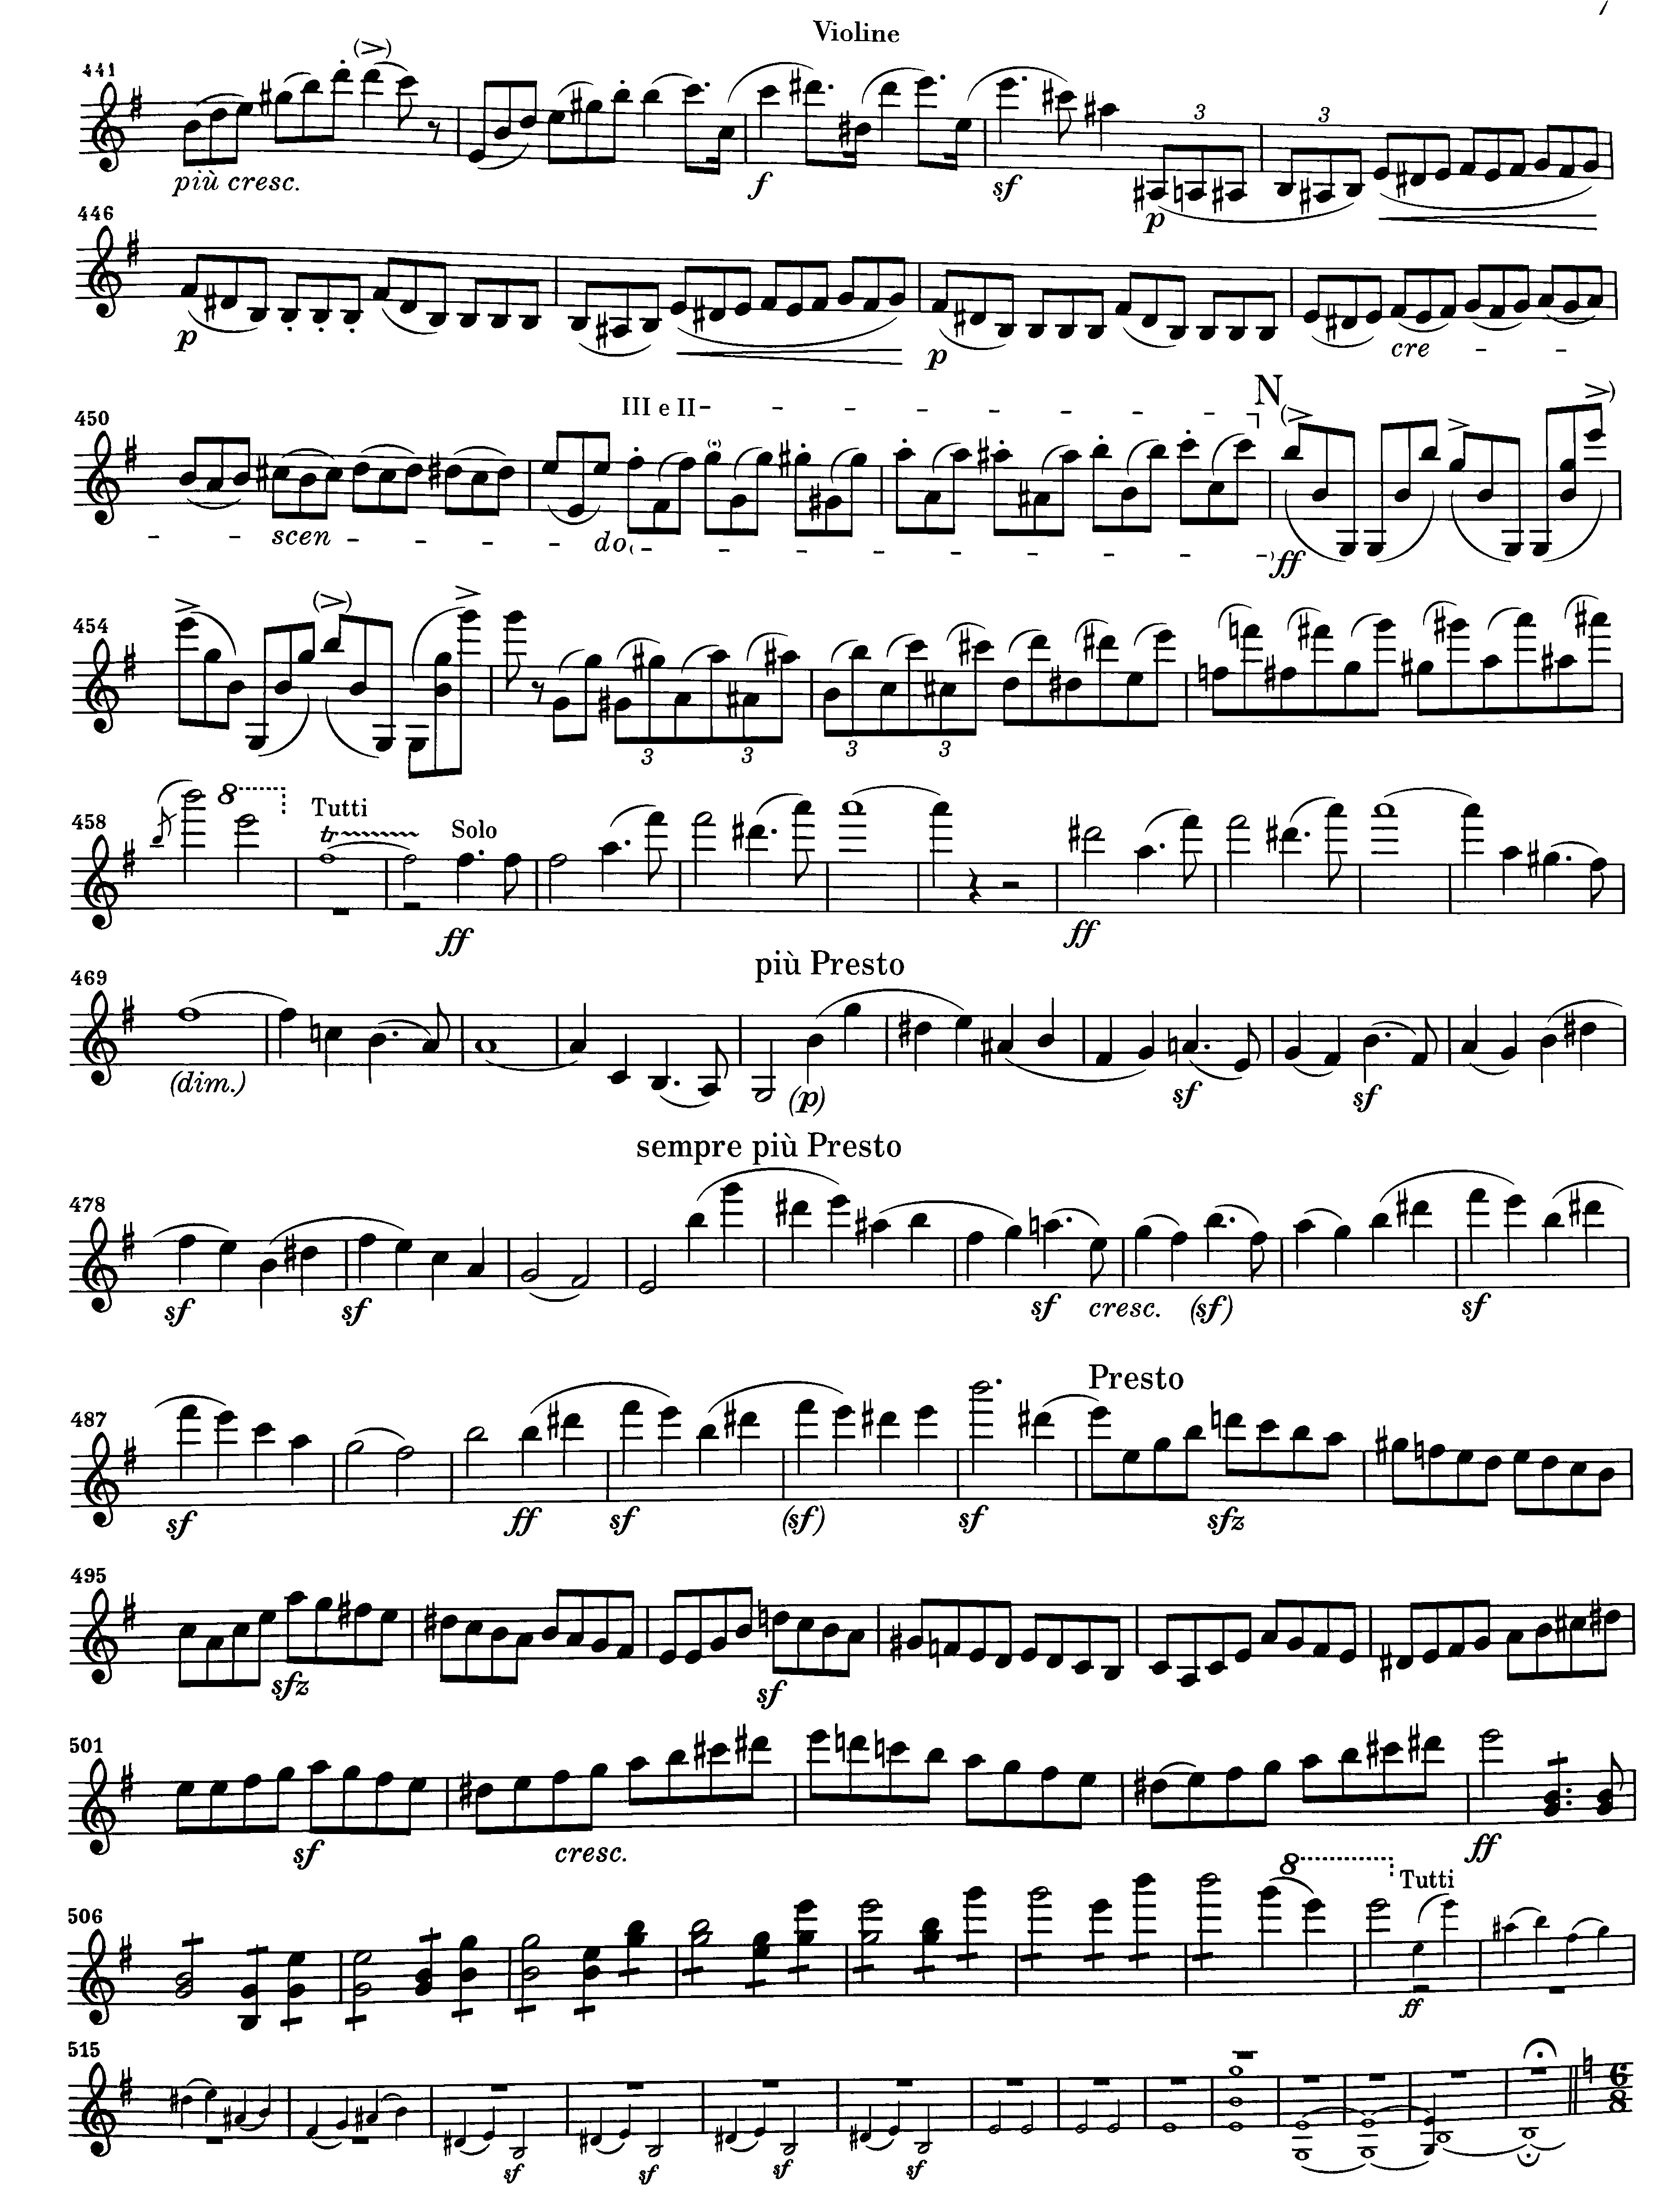 7
Violine
441 (>)
3 3
più cresc. f sf p
446
p p cre - -
450 III e II - - - - - - - - N (>) > >)
- - scen - - - - do (- - - - - - - - -) ff
454 > (>) >
3 3 3 3
458 8 Tutti tr Solo
ff ff
più Presto
469
(dim.) (p) sf sf
sempre più Presto
478
sf sf sf cresc. (sf) sf
Presto
487
sf ff sf (sf) sf sfz
495
sfz sf
501
sf cresc. ff
506 8 Tutti
ff
515 6 8
sf sf sf sf